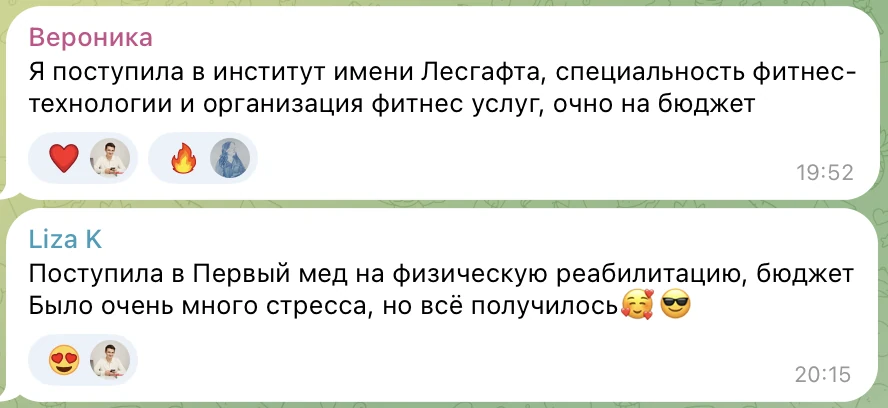 Вероника
Я поступила в институт имени Лесгафта, специальность фитнес-
технологии и организация фитнес услуг, очно на бюджет
19:52
Liza K
Поступила в Первый мед на физическую реабилитацию, бюджет
Было очень много стресса, но всё получилось🥰😎
20:15